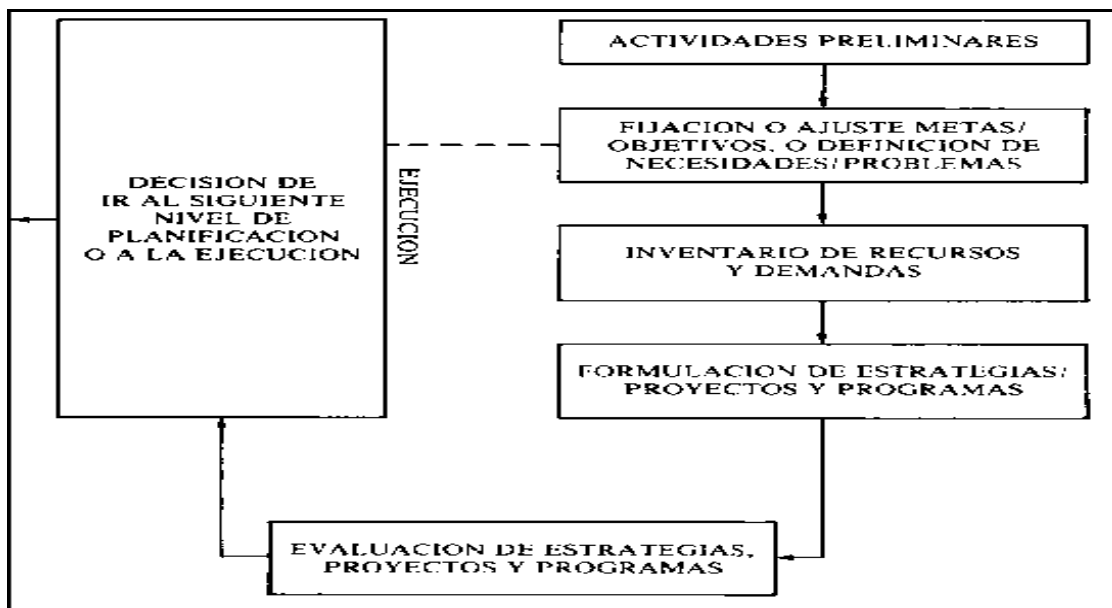 ACTIVIDADES PRELIMINARES
FIJACION O AJUSTE METAS/
OBJETIVOS, O DEFINICION DE
NECESIDADES/PROBLEMAS
INVENTARIO DE RECURSOS
Y DEMANDAS
FORMULACION DE ESTRATEGIAS/
PROYECTOS Y PROGRAMAS
EVALUACION DE ESTRATEGIAS,
PROYECTOS Y PROGRAMAS
DECISION DE
IR AL SIGUIENTE
NIVEL DE
PLANIFICACION
O A LA EJECUCION
EJECUCION